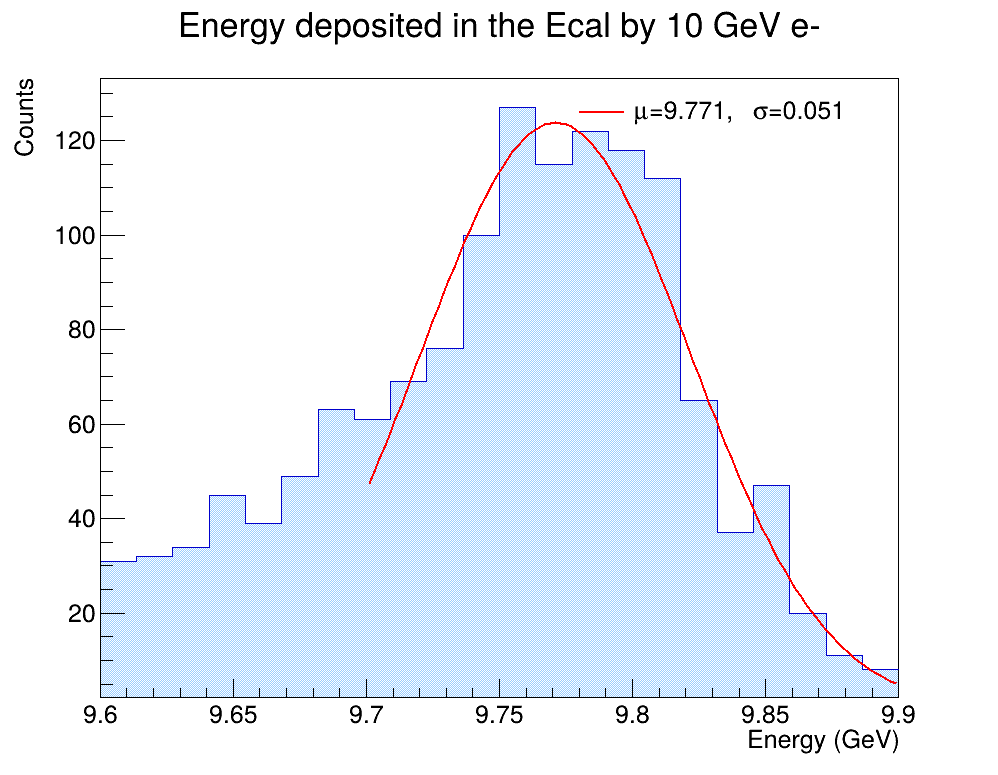 Energy deposited in the Ecal by 10 GeV e-
Counts
μ=9.771, σ=0.051
120
100
80
60
40
20
9.6 9.65 9.7 9.75 9.8 9.85 9.9
Energy (GeV)